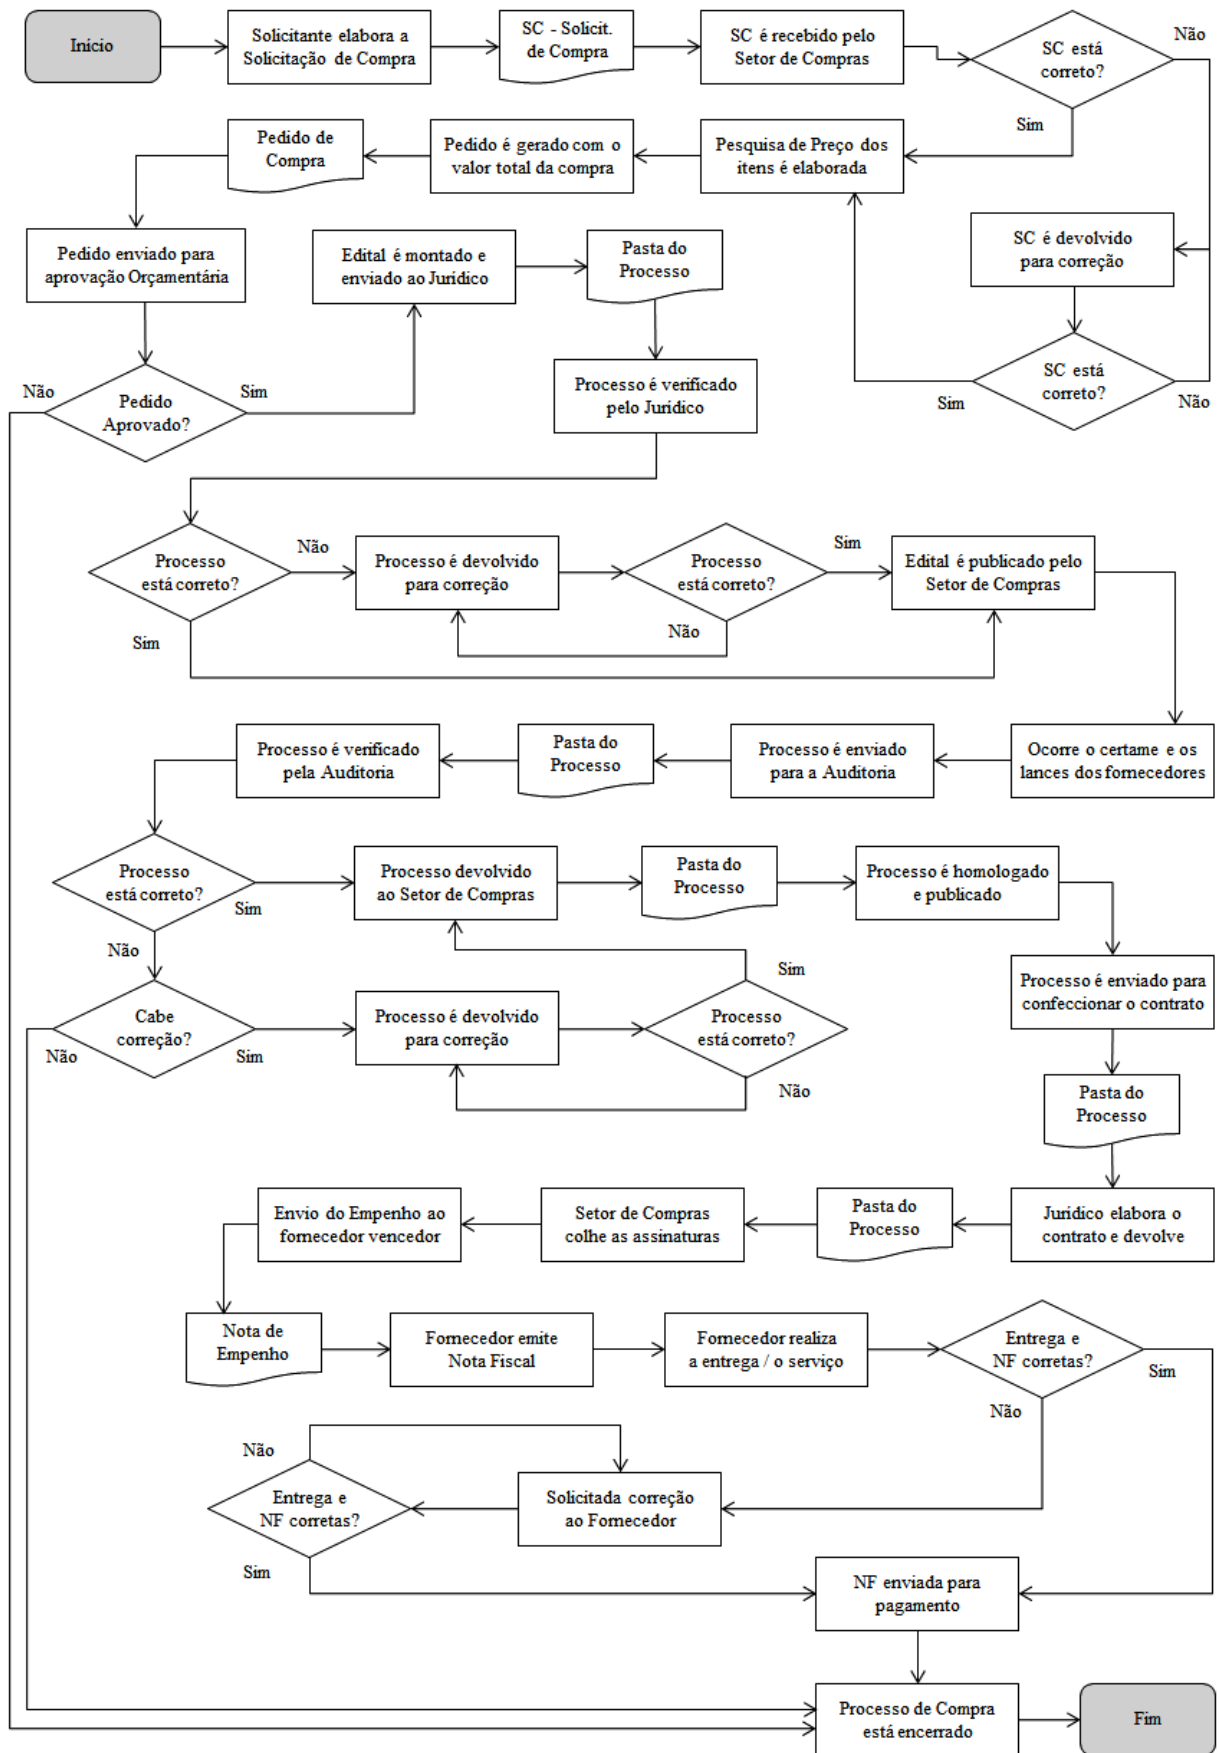 Início
Solicitante elabora a
Solicitação de Compra
SC - Solicit.
de Compra
SC é recebido pelo
Setor de Compras
SC está
correto?
Não
Sim
Pedido de
Compra
Pedido é gerado com o
valor total da compra
Pesquisa de Preço dos
itens é elaborada
Pedido enviado para
aprovação Orçamentária
Edital é montado e
enviado ao Jurídico
Pasta do
Processo
SC é devolvido
para correção
Não
Pedido
Aprovado?
Sim
Processo é verificado
pelo Jurídico
SC está
correto?
Sim
Não
Processo
está correto?
Não
Processo é devolvido
para correção
Processo
está correto?
Sim
Edital é publicado pelo
Setor de Compras
Sim
Não
Processo é verificado
pela Auditoria
Pasta do
Processo
Processo é enviado
para a Auditoria
Ocorre o certame e os
lances dos fornecedores
Processo
está correto?
Sim
Processo devolvido
ao Setor de Compras
Pasta do
Processo
Processo é homologado
e publicado
Não
Sim
Processo é enviado para
confeccionar o contrato
Cabe
correção?
Não
Sim
Processo é devolvido
para correção
Processo
está correto?
Não
Pasta do
Processo
Envio do Empenho ao
fornecedor vencedor
Setor de Compras
colhe as assinaturas
Pasta do
Processo
Jurídico elabora o
contrato e devolve
Nota de
Empenho
Fornecedor emite
Nota Fiscal
Fornecedor realiza
a entrega / o serviço
Entrega e
NF corretas?
Sim
Não
Não
Entrega e
NF corretas?
Solicitada correção
ao Fornecedor
Sim
NF enviada para
pagamento
Processo de Compra
está encerrado
Fim